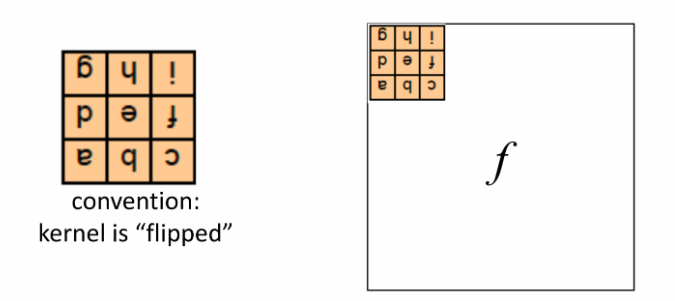 g h i
d e f
a b c
convention:
kernel is “flipped”
g h i
d e f
a b c
f